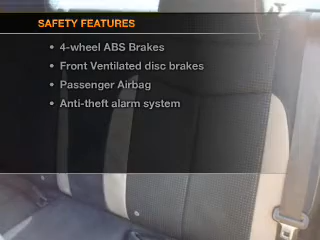 SAFETY FEATURES
• 4-wheel ABS Brakes
• Front Ventilated disc brakes
• Passenger Airbag
• Anti-theft alarm system